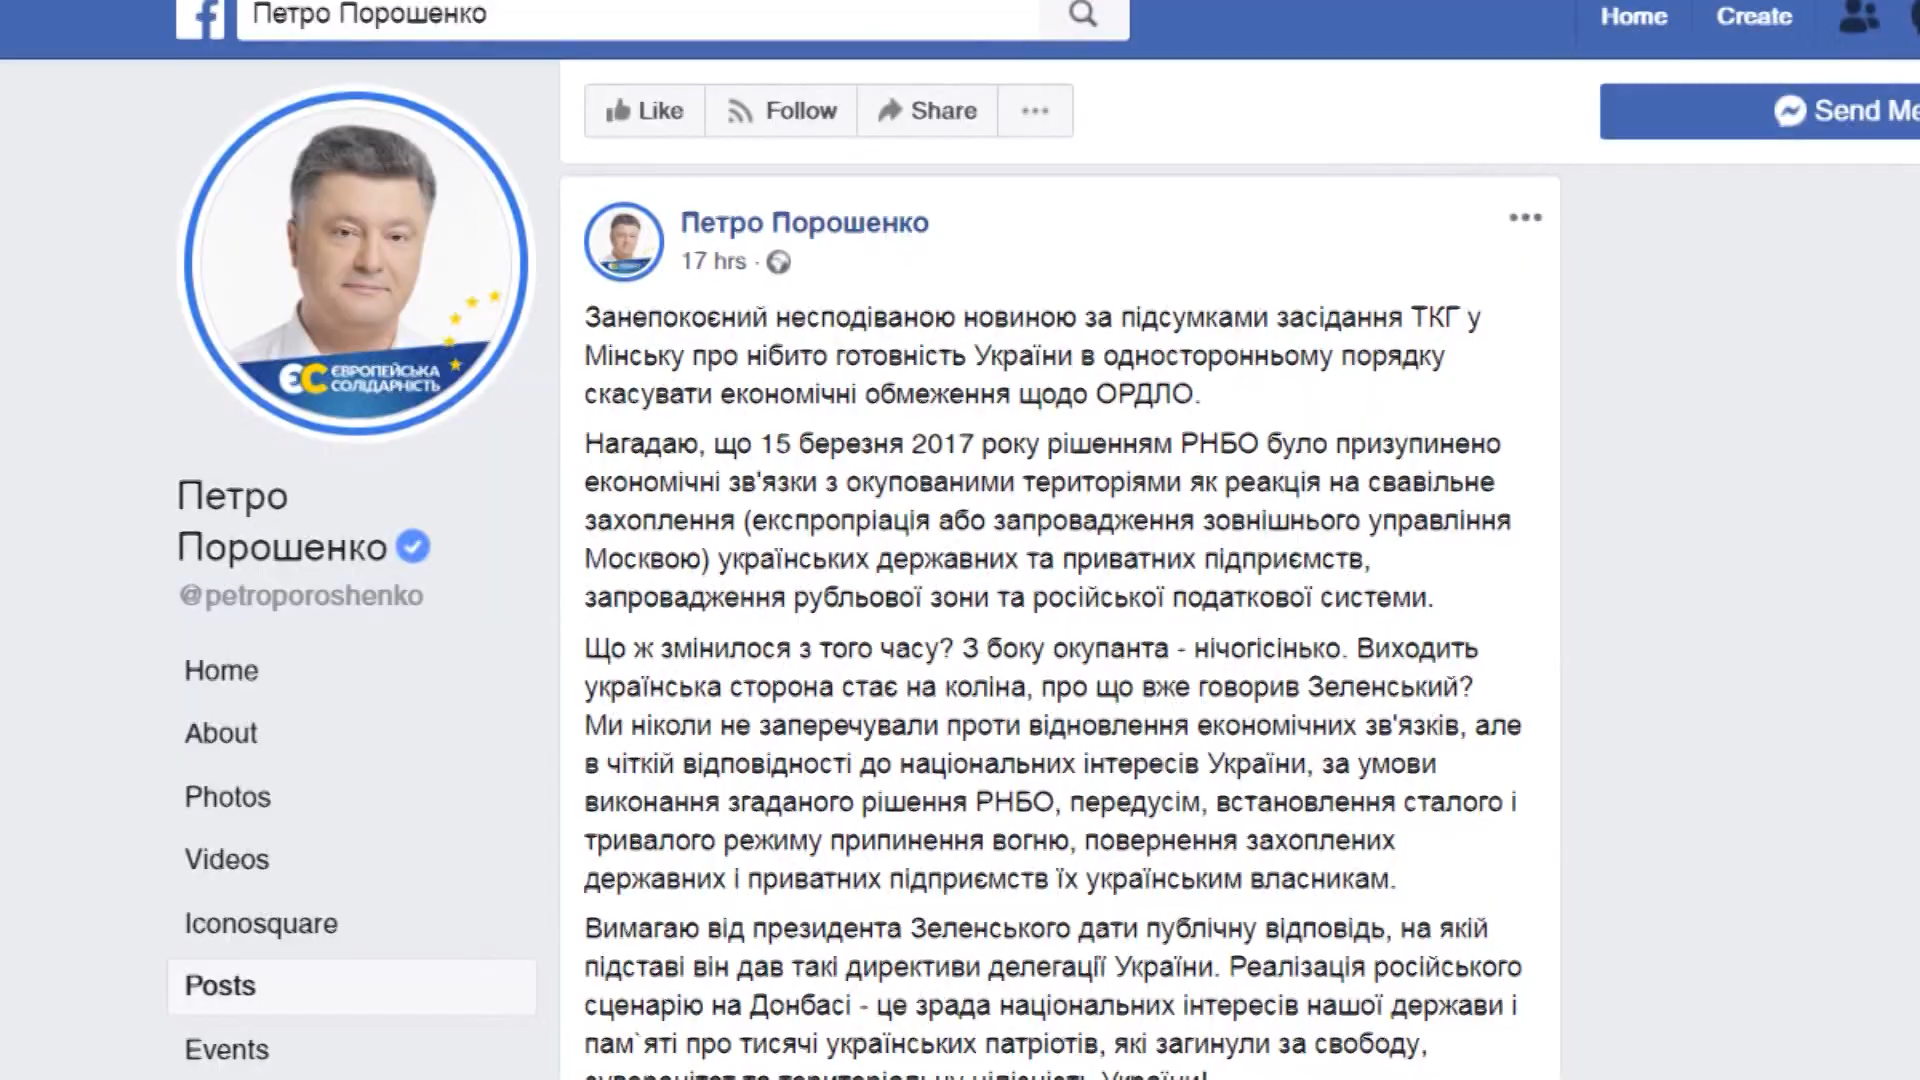 Петро Порошенко
Home
Create
Like
Follow
Share
Send Me
ЄС ЄВРОПЕЙСЬКА
СОЛІДАРНІСТЬ
Петро
Порошенко
@petroporoshenko
Home
About
Photos
Videos
Iconosquare
Posts
Events
Петро Порошенко
17 hrs ·
Занепокоєний несподіваною новиною за підсумками засідання ТКГ у
Мінську про нібито готовність України в односторонньому порядку
скасувати економічні обмеження щодо ОРДЛО.
Нагадаю, що 15 березня 2017 року рішенням РНБО було призупинено
економічні зв'язки з окупованими територіями як реакція на свавільне
захоплення (експропріація або запровадження зовнішнього управління
Москвою) українських державних та приватних підприємств,
запровадження рубльової зони та російської податкової системи.
Що ж змінилося з того часу? З боку окупанта - нічогісінько. Виходить
українська сторона стає на коліна, про що вже говорив Зеленський?
Ми ніколи не заперечували проти відновлення економічних зв'язків, але
в чіткій відповідності до національних інтересів України, за умови
виконання згаданого рішення РНБО, передусім, встановлення сталого і
тривалого режиму припинення вогню, повернення захоплених
державних і приватних підприємств їх українським власникам.
Вимагаю від президента Зеленського дати публічну відповідь, на якій
підставі він дав такі директиви делегації України. Реалізація російського
сценарію на Донбасі - це зрада національних інтересів нашої держави і
пам`яті про тисячі українських патріотів, які загинули за свободу,
суверенітет та територіальну цілісність України!